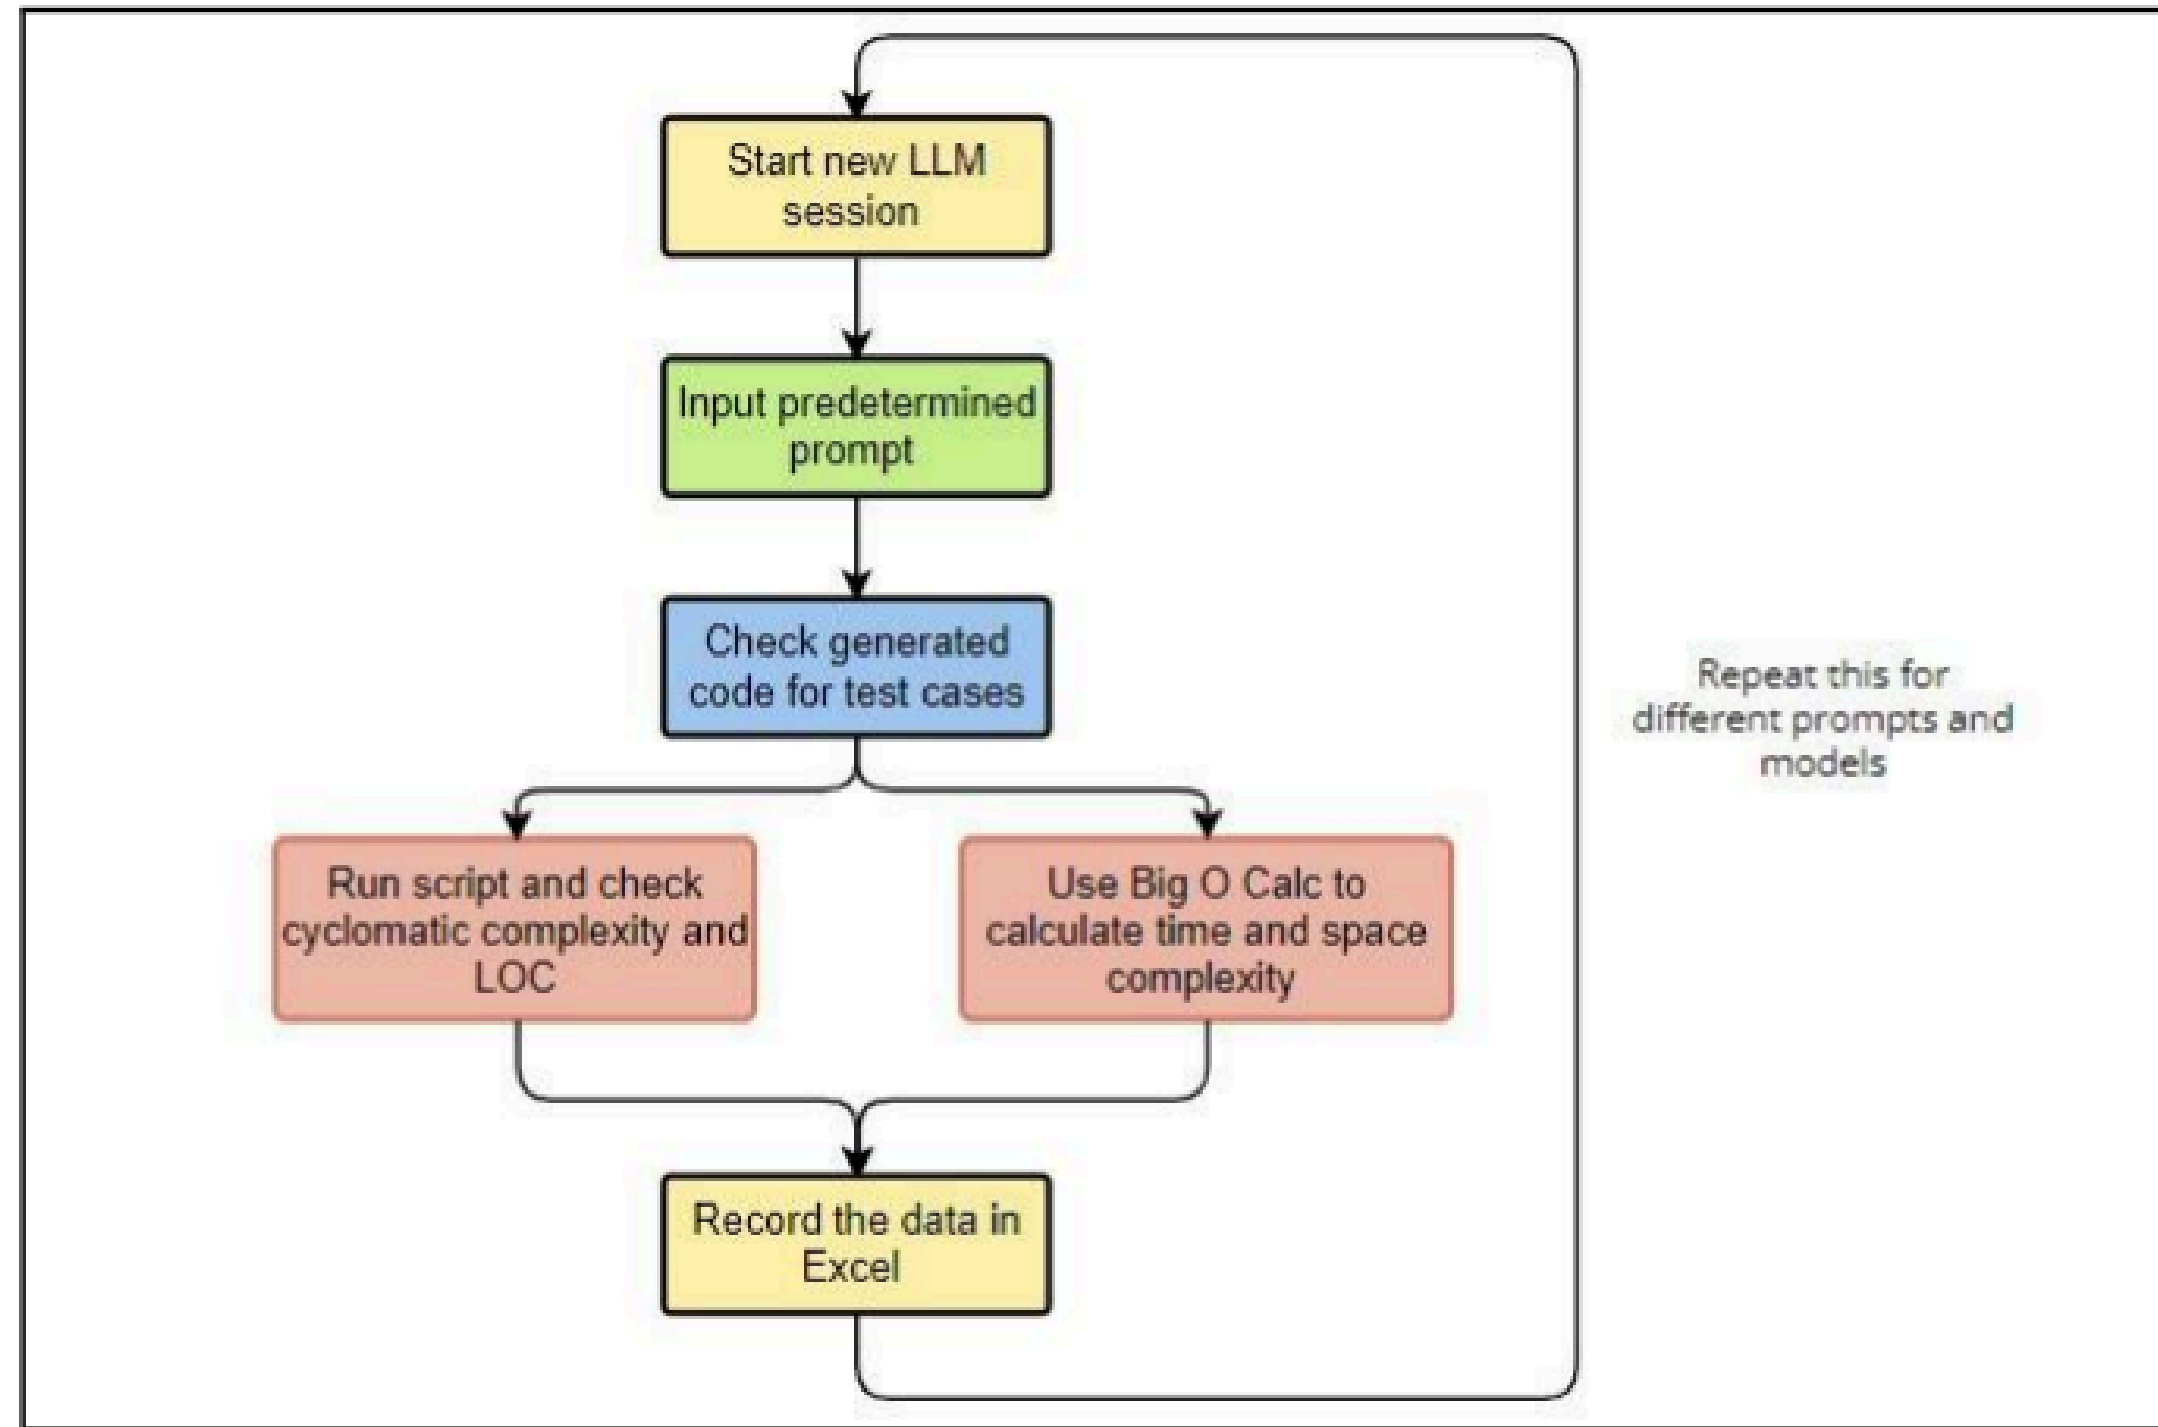 Start new LLM
session
Input predetermined
prompt
Check generated
code for test cases
Repeat this for
different prompts and
models
Run script and check
cyclomatic complexity and
LOC
Use Big O Calc to
calculate time and space
complexity
Record the data in
Excel